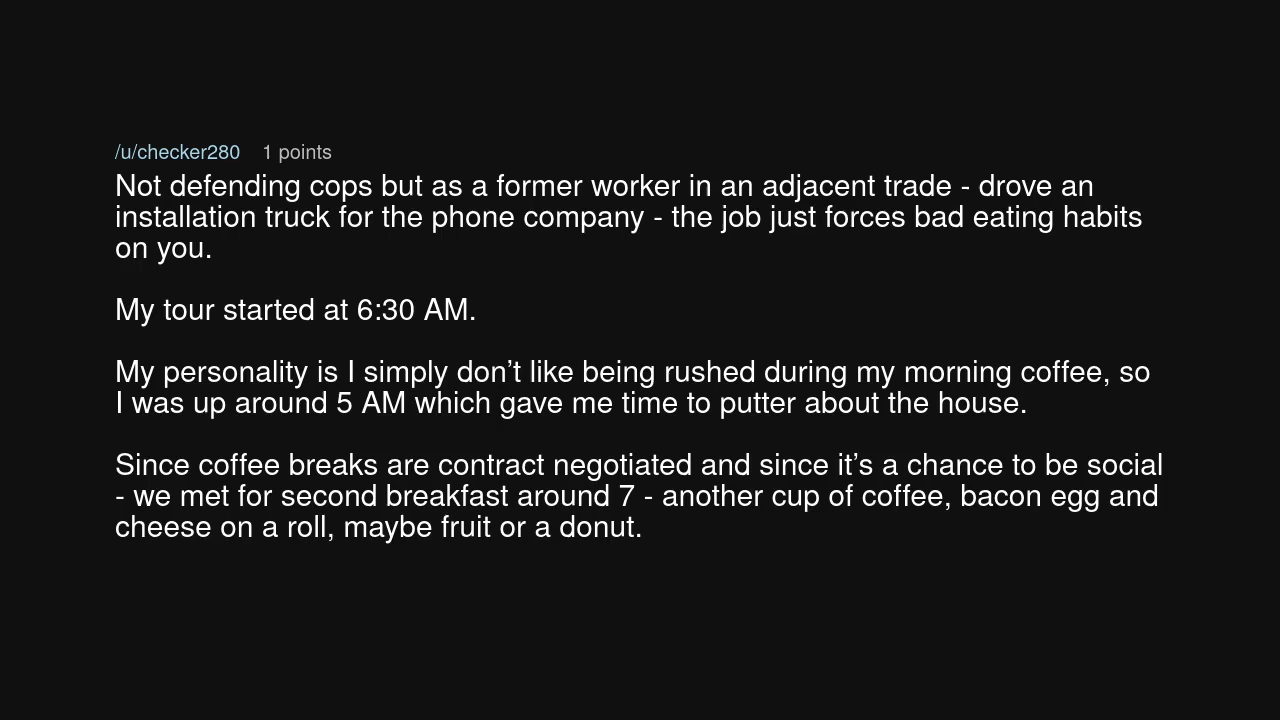 /u/checker280 1 points
Not defending cops but as a former worker in an adjacent trade - drove an
installation truck for the phone company - the job just forces bad eating habits
on you.
My tour started at 6:30 AM.
My personality is I simply don’t like being rushed during my morning coffee, so
I was up around 5 AM which gave me time to putter about the house.
Since coffee breaks are contract negotiated and since it’s a chance to be social
- we met for second breakfast around 7 - another cup of coffee, bacon egg and
cheese on a roll, maybe fruit or a donut.